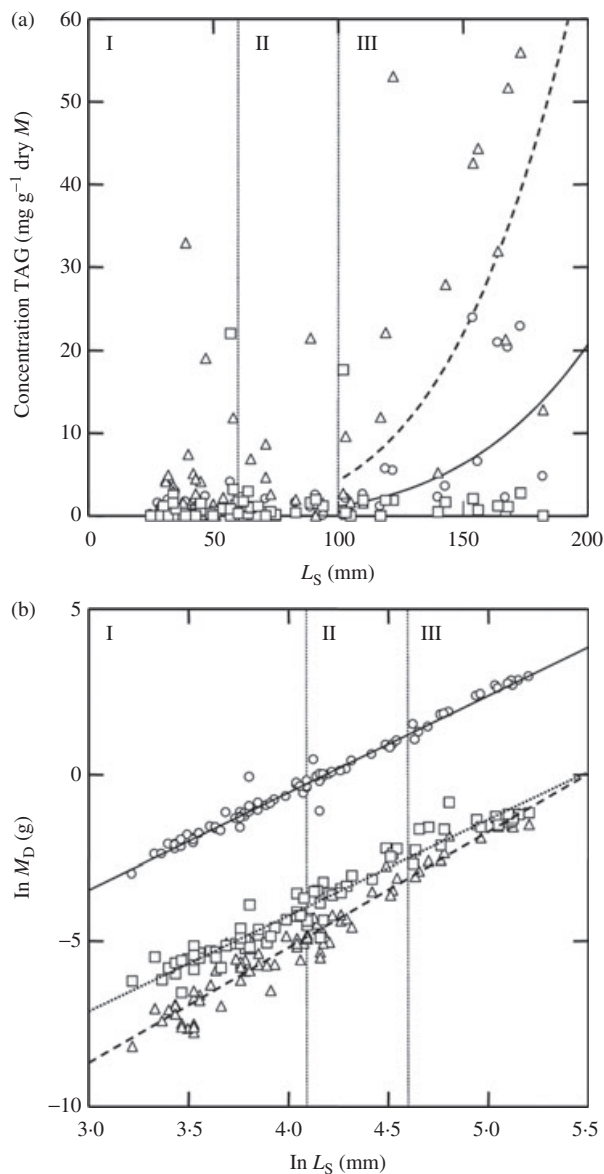 (a)
60
I
II
III
50
40
30
20
10
0
Concentration TAG (mg g⁻¹ dry M)
0
50
100
150
200
L_S (mm)
(b)
5
I
II
III
0
−5
−10
ln M_D (g)
3·0
3·5
4·0
4·5
5·0
5·5
ln L_S (mm)